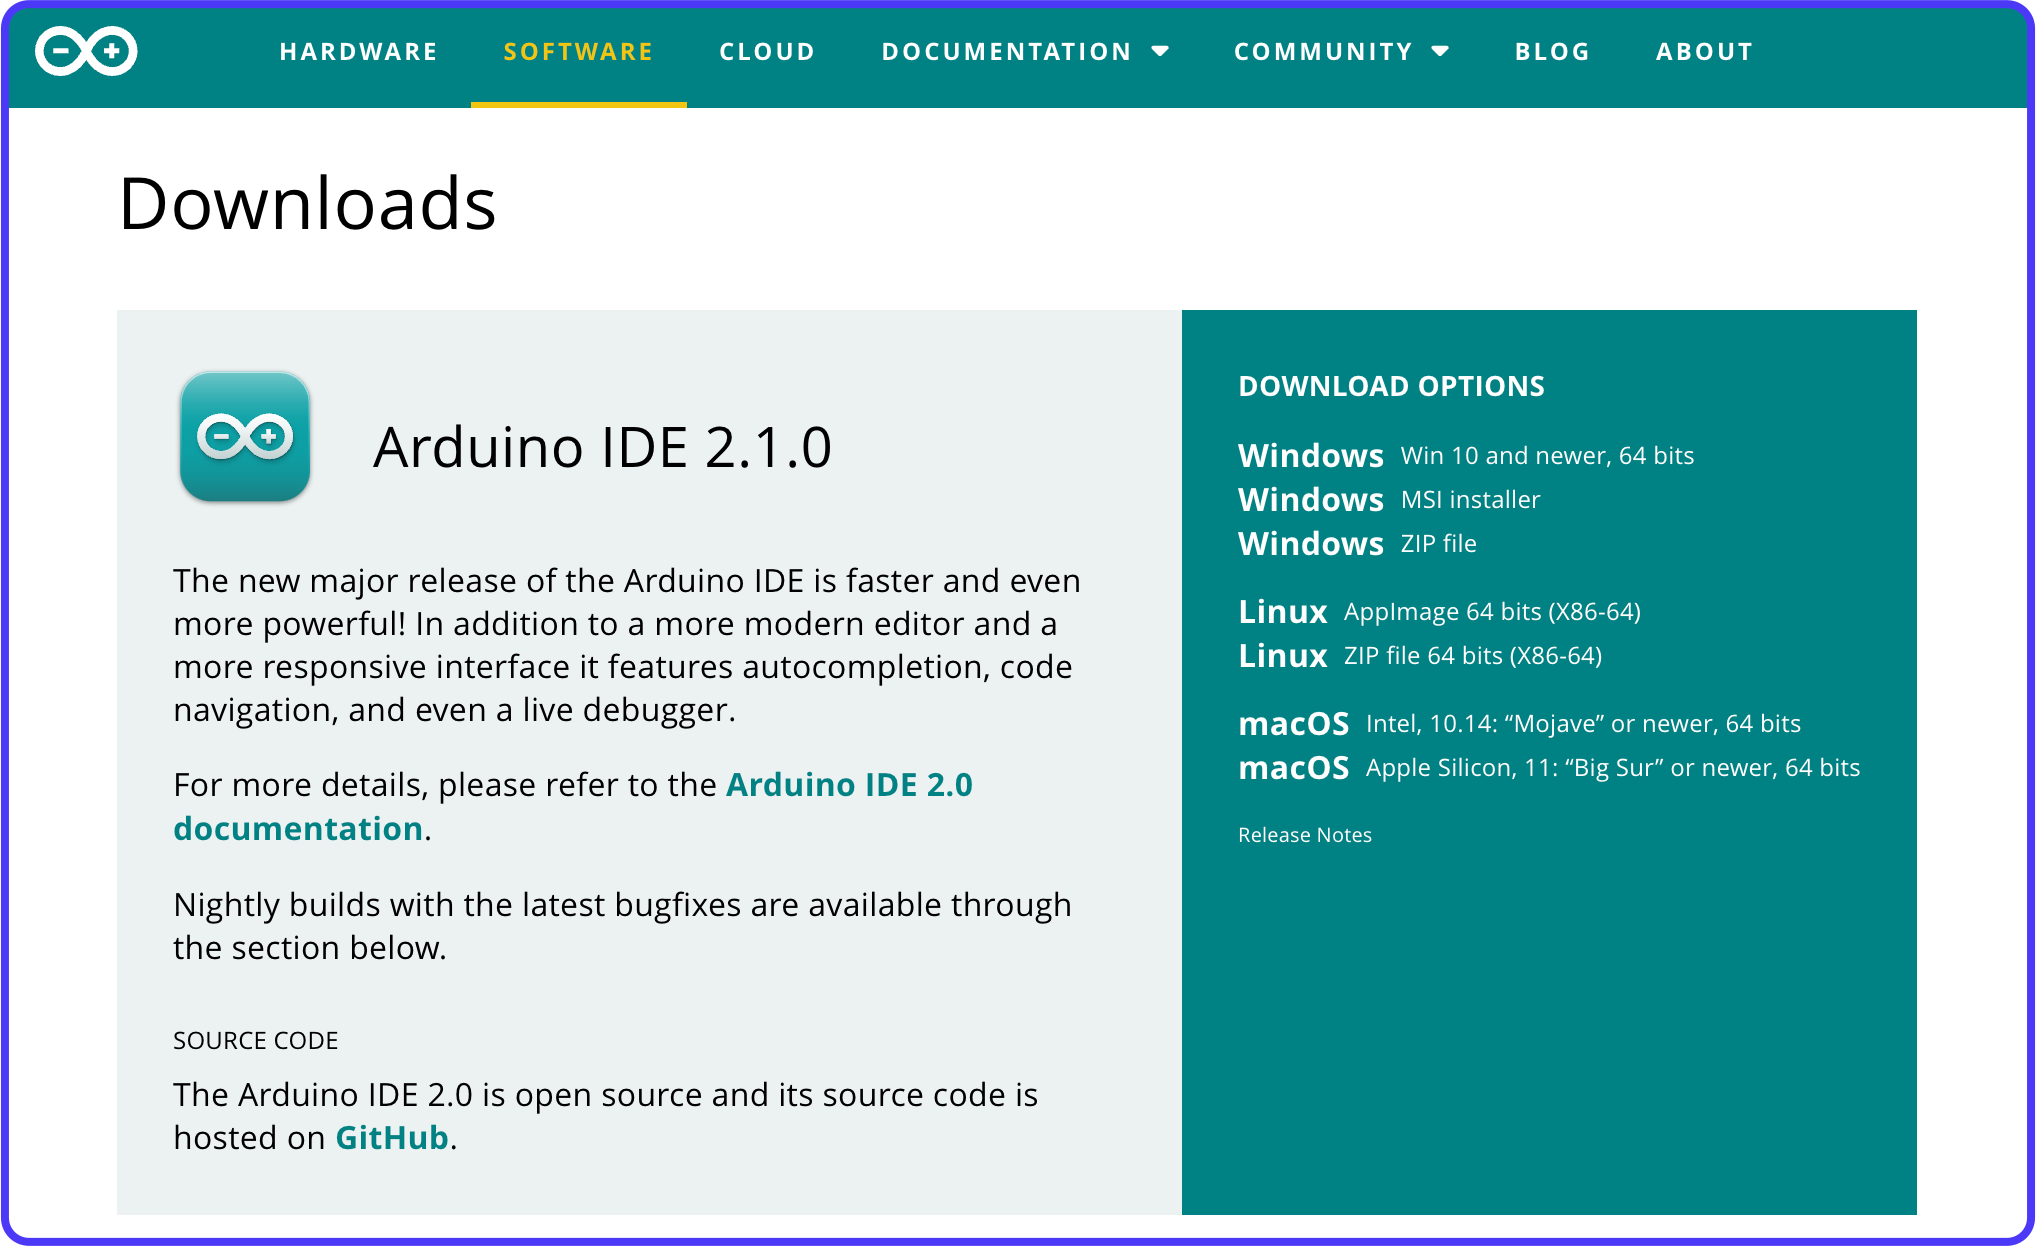 HARDWARE SOFTWARE CLOUD DOCUMENTATION COMMUNITY BLOG ABOUT
Downloads
Arduino IDE 2.1.0
The new major release of the Arduino IDE is faster and even
more powerful! In addition to a more modern editor and a
more responsive interface it features autocompletion, code
navigation, and even a live debugger.
For more details, please refer to the Arduino IDE 2.0
documentation.
Nightly builds with the latest bugfixes are available through
the section below.
SOURCE CODE
The Arduino IDE 2.0 is open source and its source code is
hosted on GitHub.
DOWNLOAD OPTIONS
Windows Win 10 and newer, 64 bits
Windows MSI installer
Windows ZIP file
Linux AppImage 64 bits (X86-64)
Linux ZIP file 64 bits (X86-64)
macOS Intel, 10.14: “Mojave” or newer, 64 bits
macOS Apple Silicon, 11: “Big Sur” or newer, 64 bits
Release Notes